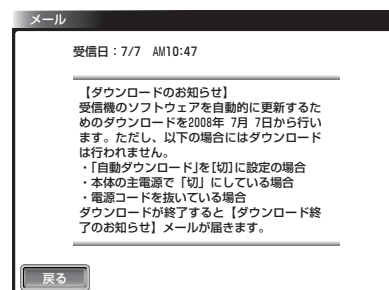 メール
受信日：7/7 AM10:47
【ダウンロードのお知らせ】
受信機のソフトウェアを自動的に更新するた
めのダウンロードを2008年 7月 7日から行い
ます。ただし、以下の場合にはダウンロード
は行われません。
・「自動ダウンロード」を[切]に設定の場合
・本体の主電源で「切」にしている場合
・電源コードを抜いている場合
ダウンロードが終了すると【ダウンロード終
了のお知らせ】メールが届きます。
戻る